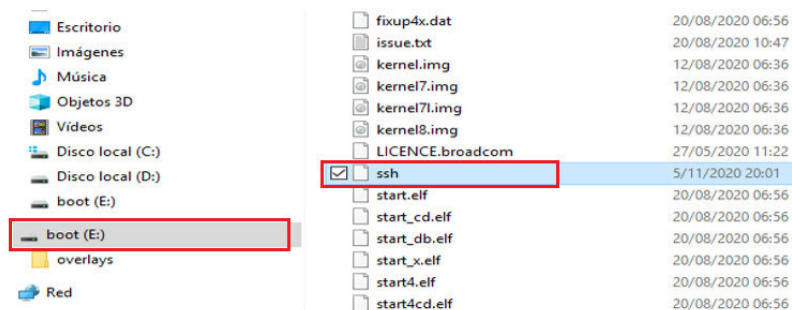 Escritorio
Imágenes
Música
Objetos 3D
Vídeos
Disco local (C:)
Disco local (D:)
boot (E:)
boot (E:)
overlays
Red
fixup4x.dat 20/08/2020 06:56
issue.txt 20/08/2020 10:47
kernel.img 12/08/2020 06:36
kernel7.img 12/08/2020 06:36
kernel7l.img 12/08/2020 06:36
kernel8.img 12/08/2020 06:36
LICENCE.broadcom 27/05/2020 11:22
ssh 5/11/2020 20:01
start.elf 20/08/2020 06:56
start_cd.elf 20/08/2020 06:56
start_db.elf 20/08/2020 06:56
start_x.elf 20/08/2020 06:56
start4.elf 20/08/2020 06:56
start4cd.elf 20/08/2020 06:56